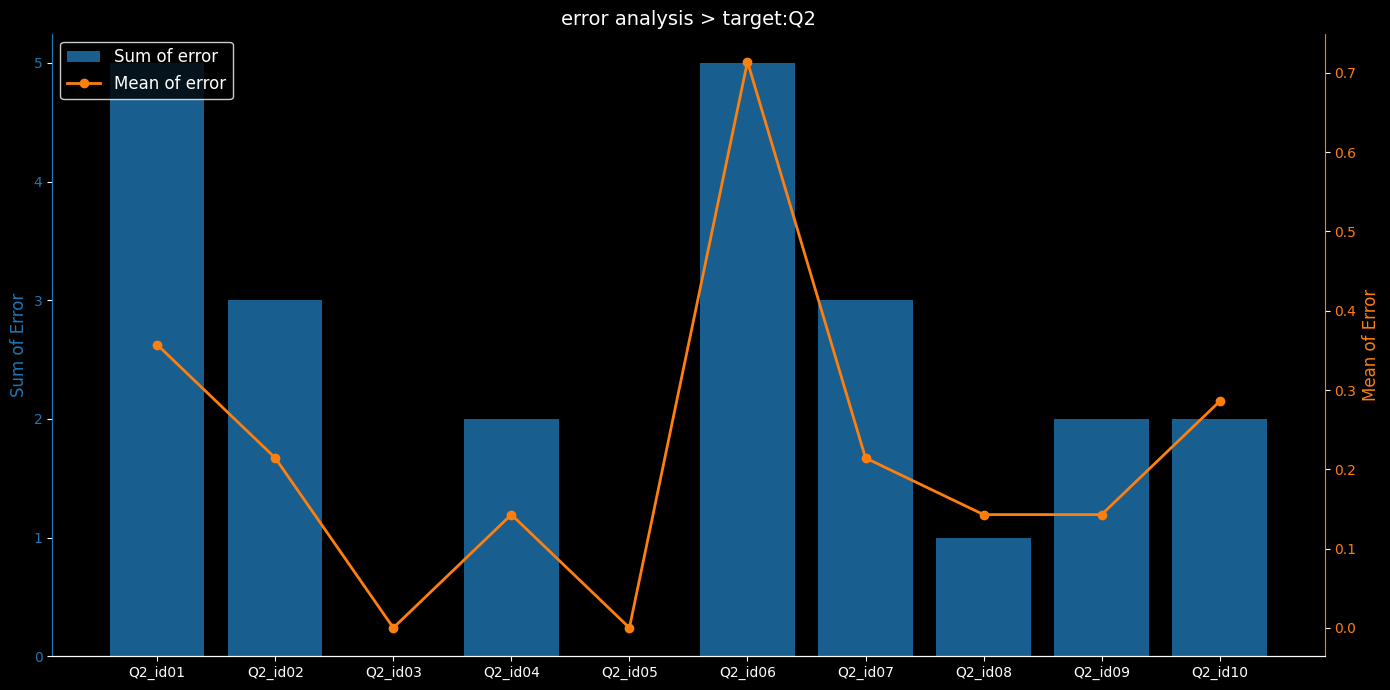 error analysis > target:Q2
Sum of error
Mean of error
Sum of Error
5
4
3
2
1
0
0.7
0.6
0.5
0.4
0.3
0.2
0.1
0.0
Mean of Error
Q2_id01 Q2_id02 Q2_id03 Q2_id04 Q2_id05 Q2_id06 Q2_id07 Q2_id08 Q2_id09 Q2_id10